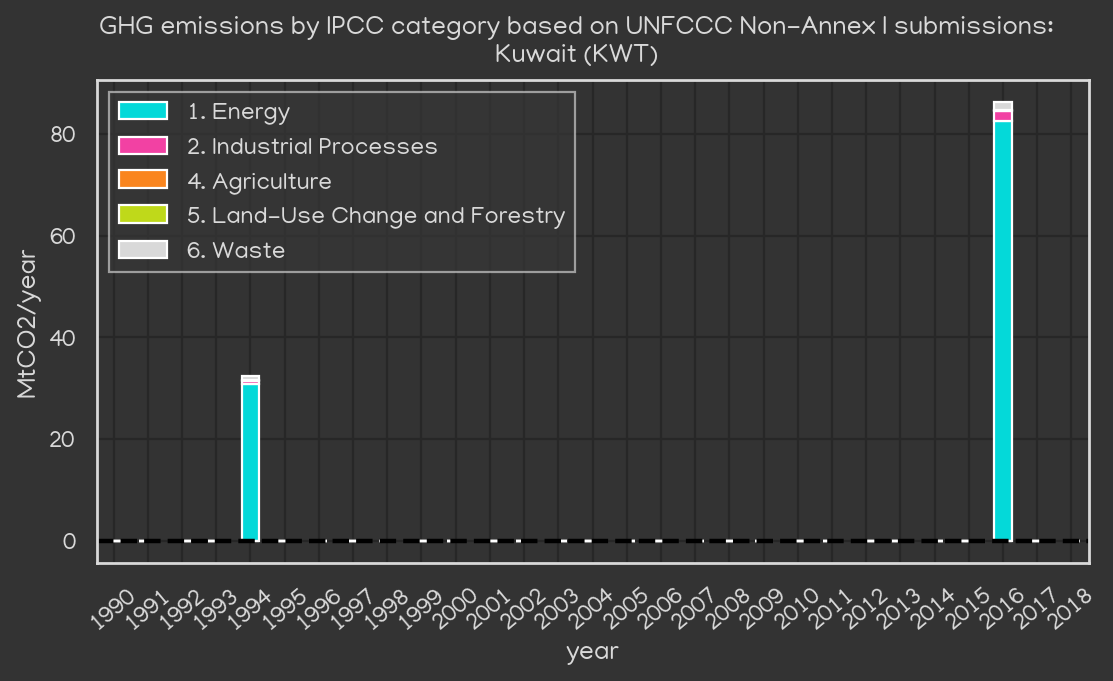 GHG emissions by IPCC category based on UNFCCC Non-Annex I submissions:
Kuwait (KWT)
1. Energy
2. Industrial Processes
4. Agriculture
5. Land-Use Change and Forestry
6. Waste
MtCO2/year
80
60
40
20
0
1990 1991 1992 1993 1994 1995 1996 1997 1998 1999 2000 2001 2002 2003 2004 2005 2006 2007 2008 2009 2010 2011 2012 2013 2014 2015 2016 2017 2018
year